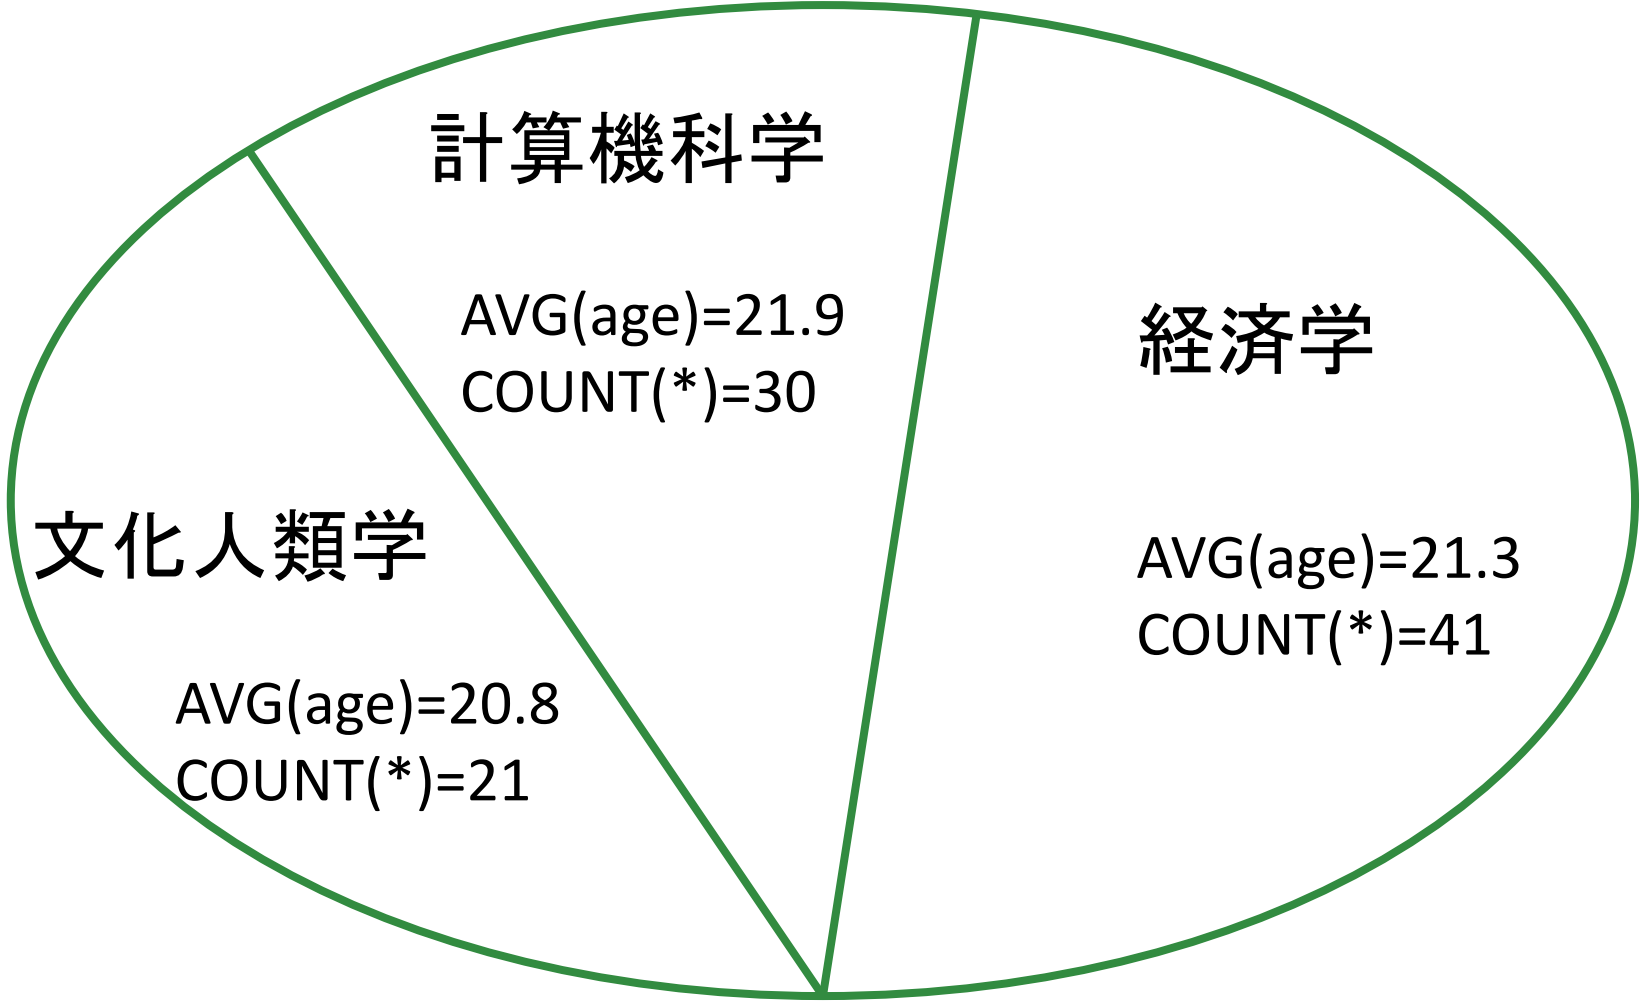 計算機科学
AVG(age)=21.9
COUNT(*)=30
経済学
AVG(age)=21.3
COUNT(*)=41
文化人類学
AVG(age)=20.8
COUNT(*)=21